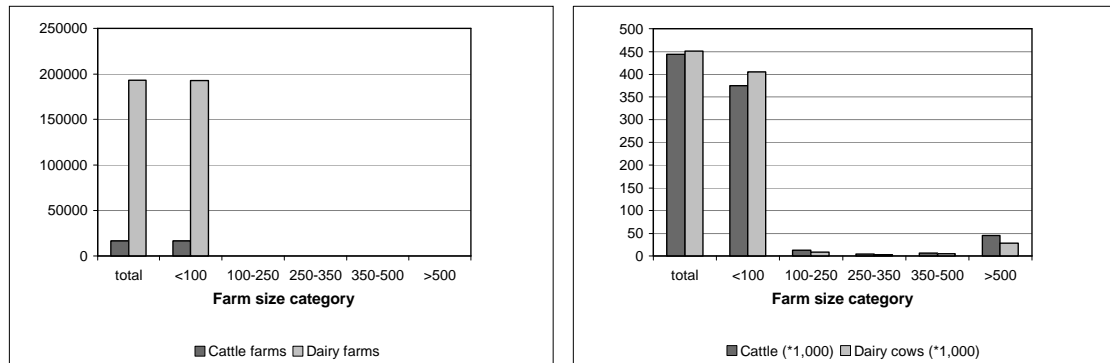 250000
200000
150000
100000
50000
0
total <100 100-250 250-350 350-500 >500
Farm size category
Cattle farms Dairy farms
500
450
400
350
300
250
200
150
100
50
0
total <100 100-250 250-350 350-500 >500
Farm size category
Cattle (*1,000) Dairy cows (*1,000)